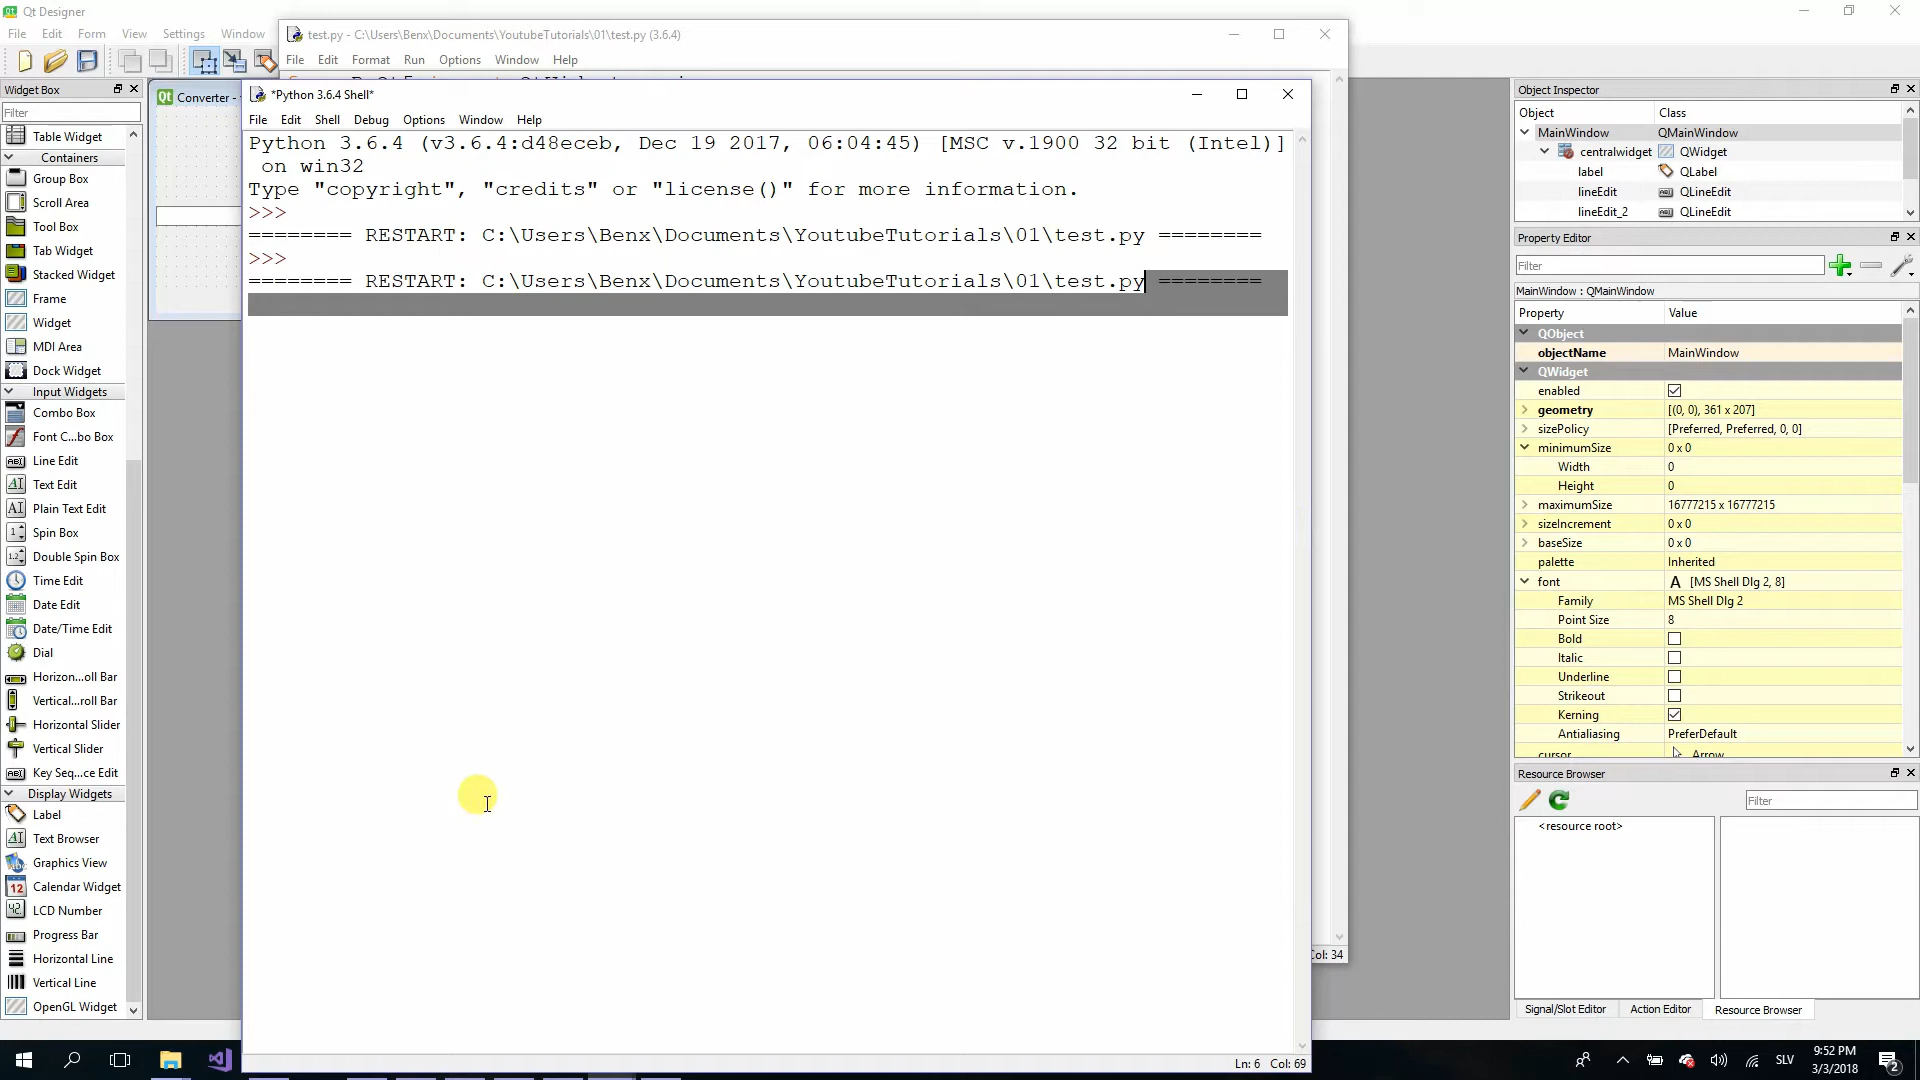 Qt Designer
File Edit Form View Settings Window
Widget Box
Filter
Table Widget
Containers
Group Box
Scroll Area
Tool Box
Tab Widget
Stacked Widget
Frame
Widget
MDI Area
Dock Widget
Input Widgets
Combo Box
Font C...bo Box
Line Edit
Text Edit
Plain Text Edit
Spin Box
Double Spin Box
Time Edit
Date Edit
Date/Time Edit
Dial
Horizon...oll Bar
Vertical...roll Bar
Horizontal Slider
Vertical Slider
Key Seq...ce Edit
Display Widgets
Label
Text Browser
Graphics View
Calendar Widget
LCD Number
Progress Bar
Horizontal Line
Vertical Line
OpenGL Widget
Converter -
test.py - C:\Users\Benx\Documents\YoutubeTutorials\01\test.py (3.6.4)
File Edit Format Run Options Window Help
Col: 34
*Python 3.6.4 Shell*
File Edit Shell Debug Options Window Help
Python 3.6.4 (v3.6.4:d48eceb, Dec 19 2017, 06:04:45) [MSC v.1900 32 bit (Intel)]
on win32
Type "copyright", "credits" or "license()" for more information.
>>>
======== RESTART: C:\Users\Benx\Documents\YoutubeTutorials\01\test.py ========
>>>
======== RESTART: C:\Users\Benx\Documents\YoutubeTutorials\01\test.py ========
Ln: 6 Col: 69
Object Inspector
Object Class
MainWindow QMainWindow
centralwidget QWidget
label QLabel
lineEdit QLineEdit
lineEdit_2 QLineEdit
Property Editor
Filter
MainWindow : QMainWindow
Property Value
QObject
objectName MainWindow
QWidget
enabled
geometry [(0, 0), 361 x 207]
sizePolicy [Preferred, Preferred, 0, 0]
minimumSize 0 x 0
Width 0
Height 0
maximumSize 16777215 x 16777215
sizeIncrement 0 x 0
baseSize 0 x 0
palette Inherited
font A [MS Shell Dlg 2, 8]
Family MS Shell Dlg 2
Point Size 8
Bold
Italic
Underline
Strikeout
Kerning
Antialiasing PreferDefault
cursor Arrow
Resource Browser
Filter
<resource root>
Signal/Slot Editor Action Editor Resource Browser
SLV
9:52 PM
3/3/2018
2